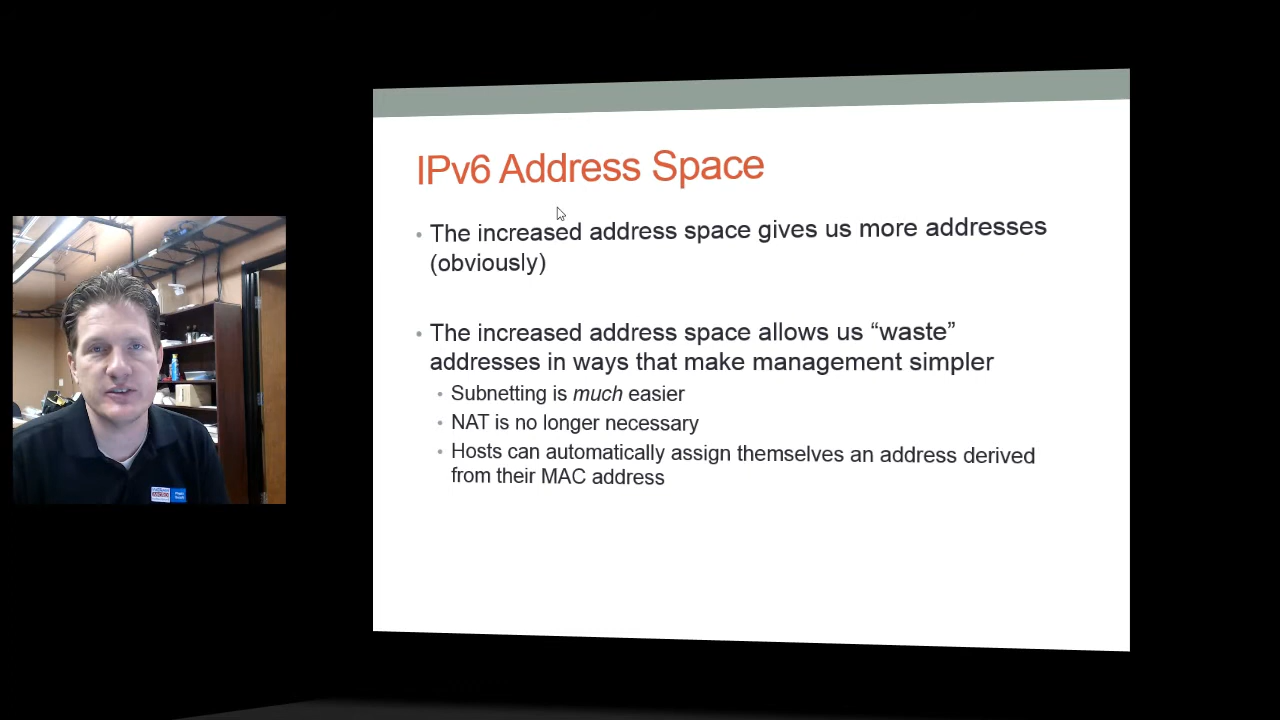 IPv6 Address Space
• The increased address space gives us more addresses
(obviously)
• The increased address space allows us “waste”
addresses in ways that make management simpler
• Subnetting is much easier
• NAT is no longer necessary
• Hosts can automatically assign themselves an address derived
from their MAC address